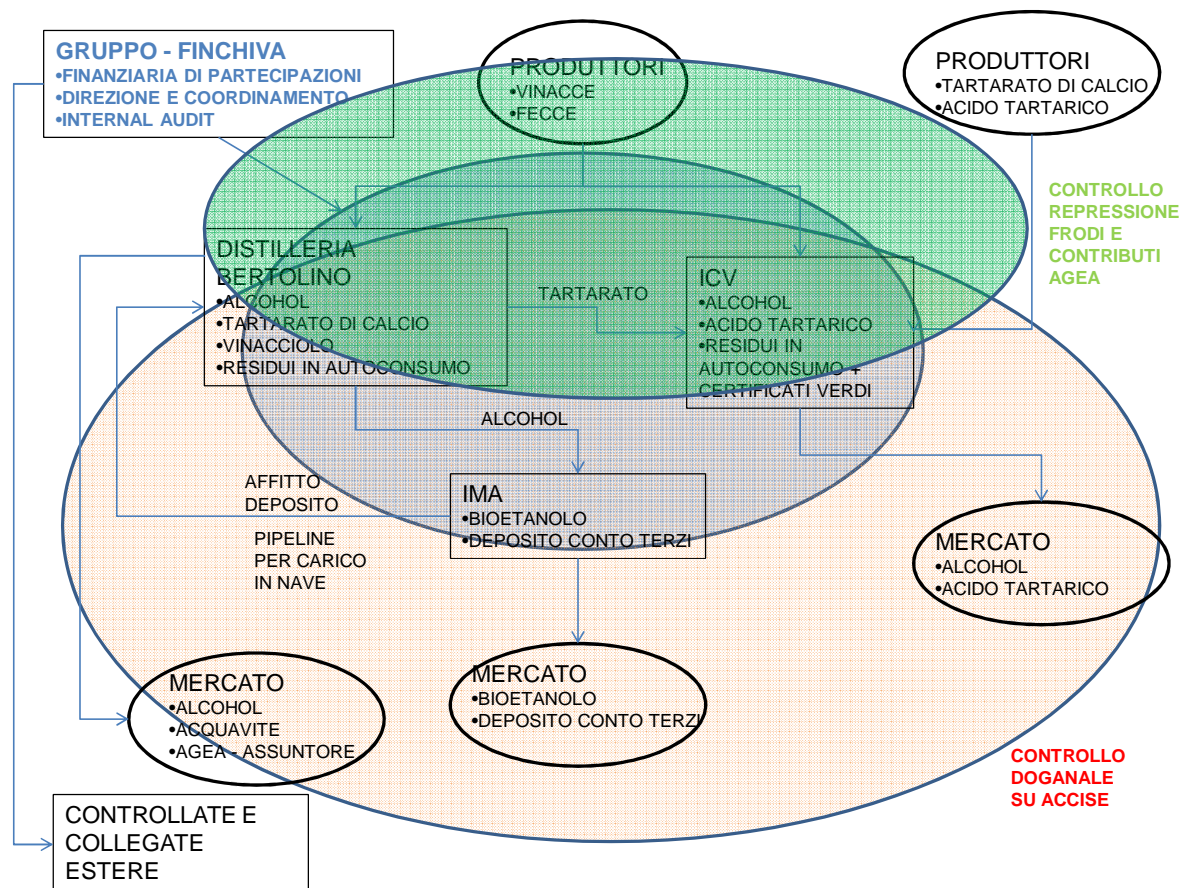 GRUPPO - FINCHIVA
•FINANZIARIA DI PARTECIPAZIONI
•DIREZIONE E COORDINAMENTO
•INTERNAL AUDIT
PRODUTTORI
•VINACCE
•FECCE
PRODUTTORI
•TARTARATO DI CALCIO
•ACIDO TARTARICO
CONTROLLO
REPRESSIONE
FRODI E
CONTRIBUTI
AGEA
DISTILLERIA
BERTOLINO
•ALCOHOL
•TARTARATO DI CALCIO
•VINACCIOLO
•RESIDUI IN AUTOCONSUMO
TARTARATO
ICV
•ALCOHOL
•ACIDO TARTARICO
•RESIDUI IN
AUTOCONSUMO +
CERTIFICATI VERDI
ALCOHOL
AFFITTO
DEPOSITO
PIPELINE
PER CARICO
IN NAVE
IMA
•BIOETANOLO
•DEPOSITO CONTO TERZI
MERCATO
•ALCOHOL
•ACIDO TARTARICO
MERCATO
•ALCOHOL
•ACQUAVITE
•AGEA - ASSUNTORE
MERCATO
•BIOETANOLO
•DEPOSITO CONTO TERZI
CONTROLLO
DOGANALE
SU ACCISE
CONTROLLATE E
COLLEGATE
ESTERE